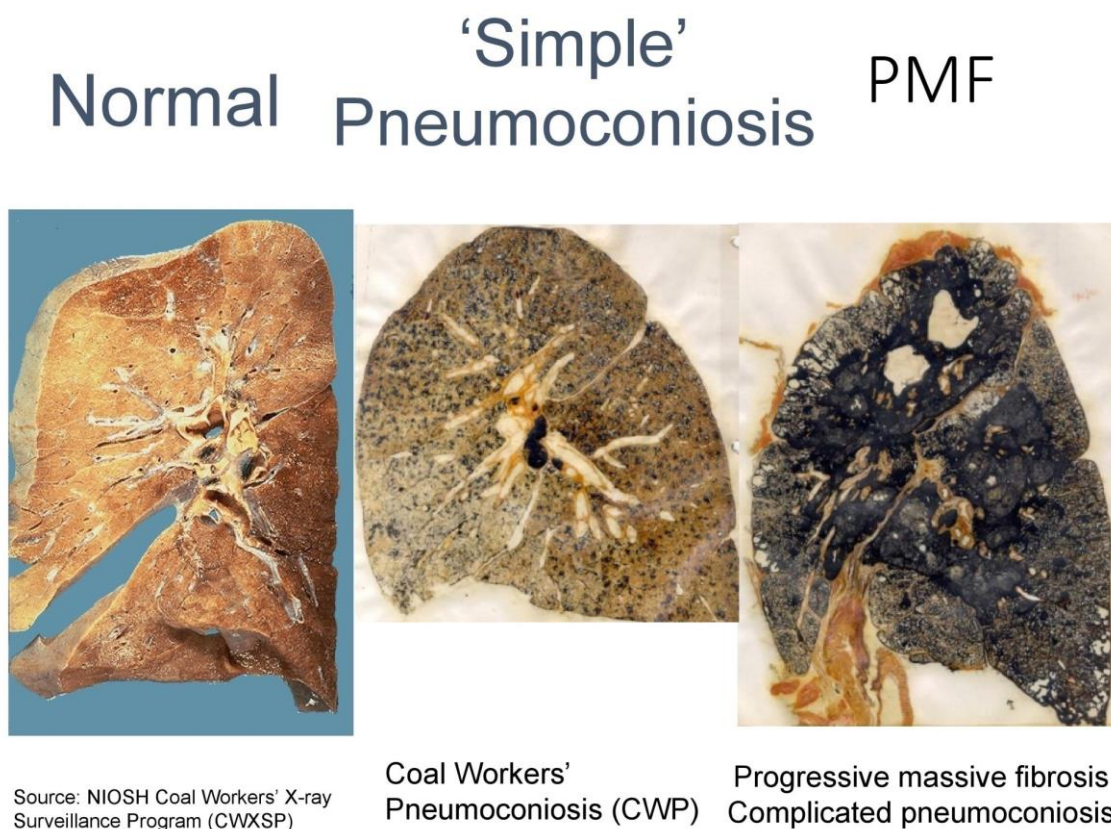 Normal
‘Simple’
Pneumoconiosis
PMF
Source: NIOSH Coal Workers’ X-ray
Surveillance Program (CWXSP)
Coal Workers’
Pneumoconiosis (CWP)
Progressive massive fibrosis
Complicated pneumoconiosis